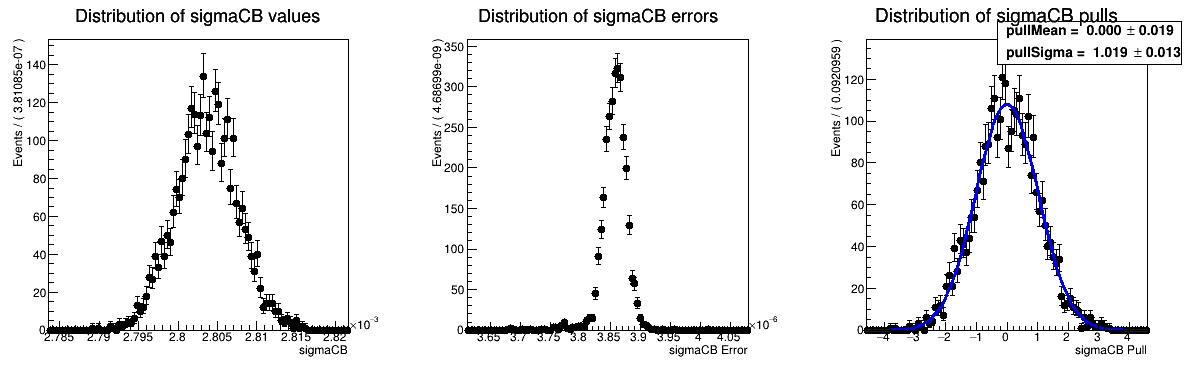 Distribution of sigmaCB values
Events / ( 3.81085e-07 )
140
120
100
80
60
40
20
0
2.785 2.79 2.795 2.8 2.805 2.81 2.815 2.82
×10⁻³
sigmaCB
Distribution of sigmaCB errors
Events / ( 4.68699e-09 )
350
300
250
200
150
100
50
0
3.65 3.7 3.75 3.8 3.85 3.9 3.95 4 4.05
×10⁻⁶
sigmaCB Error
Distribution of sigmaCB pulls
pullMean = 0.000 ± 0.019
pullSigma = 1.019 ± 0.013
Events / ( 0.0920959 )
120
100
80
60
40
20
0
−4 −3 −2 −1 0 1 2 3 4
sigmaCB Pull